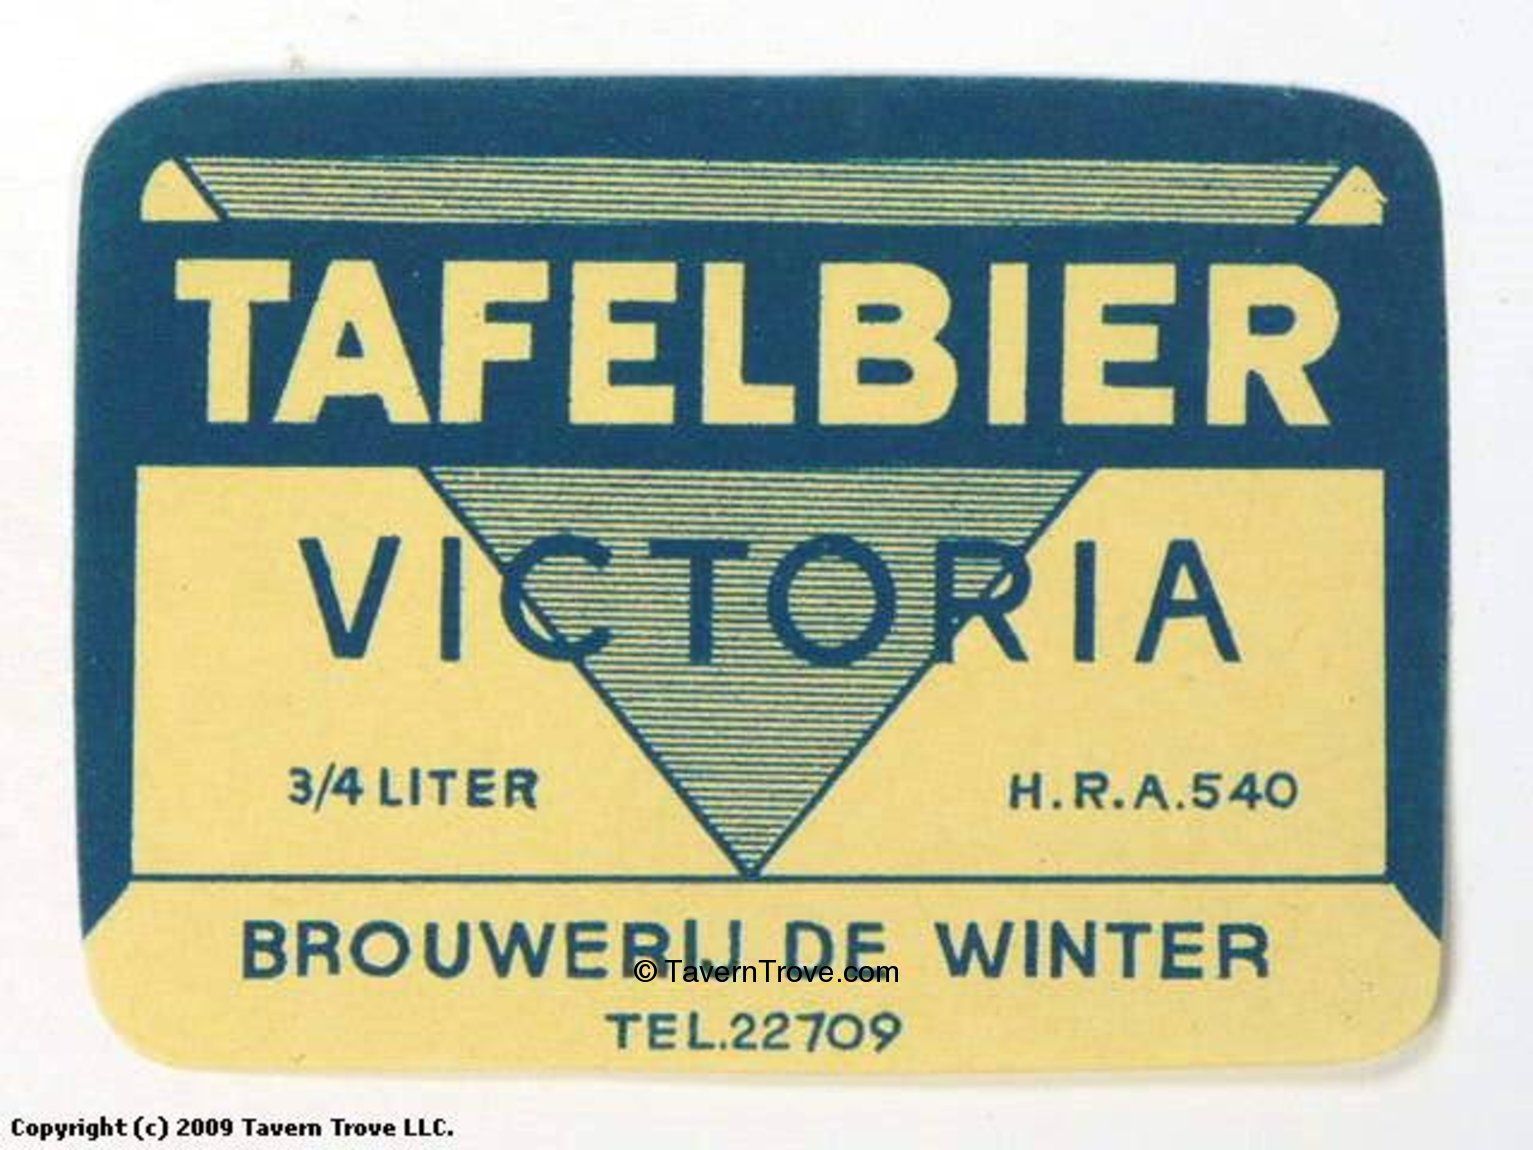 TAFELBIER
VICTORIA
3/4 LITER
H.R.A.540
BROUWERIJ DE WINTER
© TavernTrove.com
TEL.22709
Copyright (c) 2009 Tavern Trove LLC.